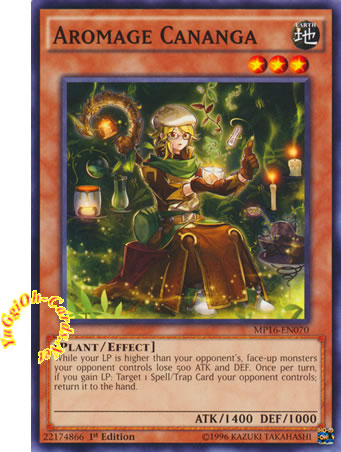 AROMAGE CANANGA
EARTH
地
MP16-EN070
[PLANT/EFFECT]
While your LP is higher than your opponent's, face-up monsters
your opponent controls lose 500 ATK and DEF. Once per turn,
if you gain LP: Target 1 Spell/Trap Card your opponent controls;
return it to the hand.
ATK/1400 DEF/1000
22174866 1st Edition ©1996 KAZUKI TAKAHASHI